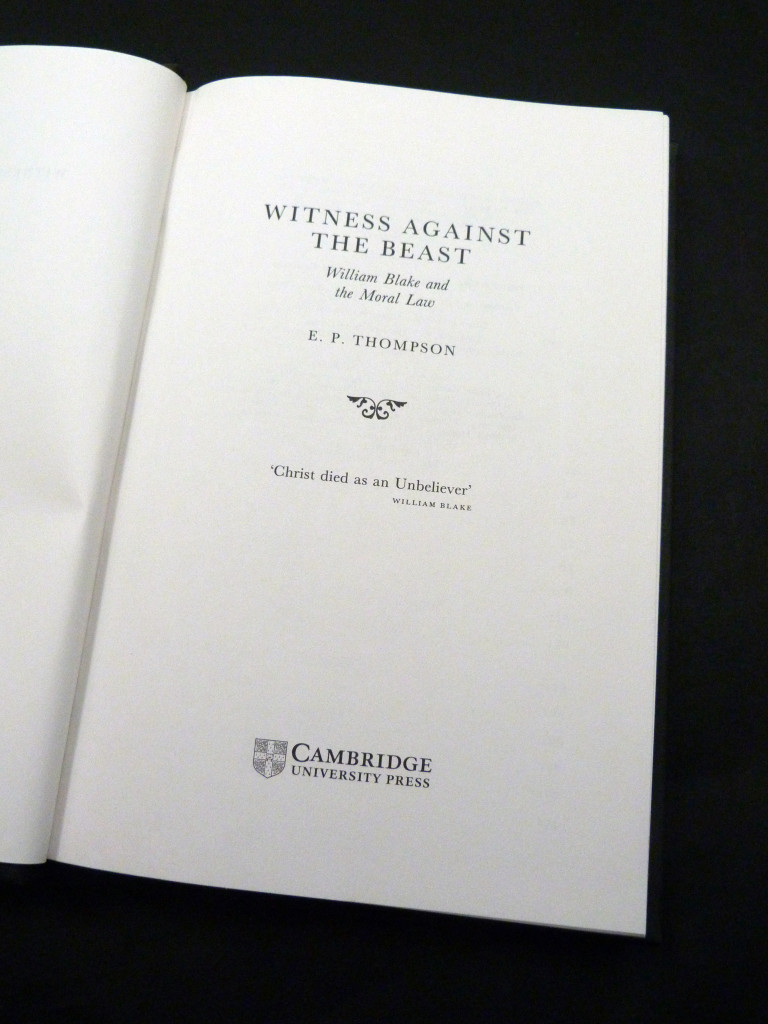 WITNESS AGAINST
THE BEAST
William Blake and
the Moral Law
E. P. THOMPSON
‘Christ died as an Unbeliever’
WILLIAM BLAKE
CAMBRIDGE
UNIVERSITY PRESS